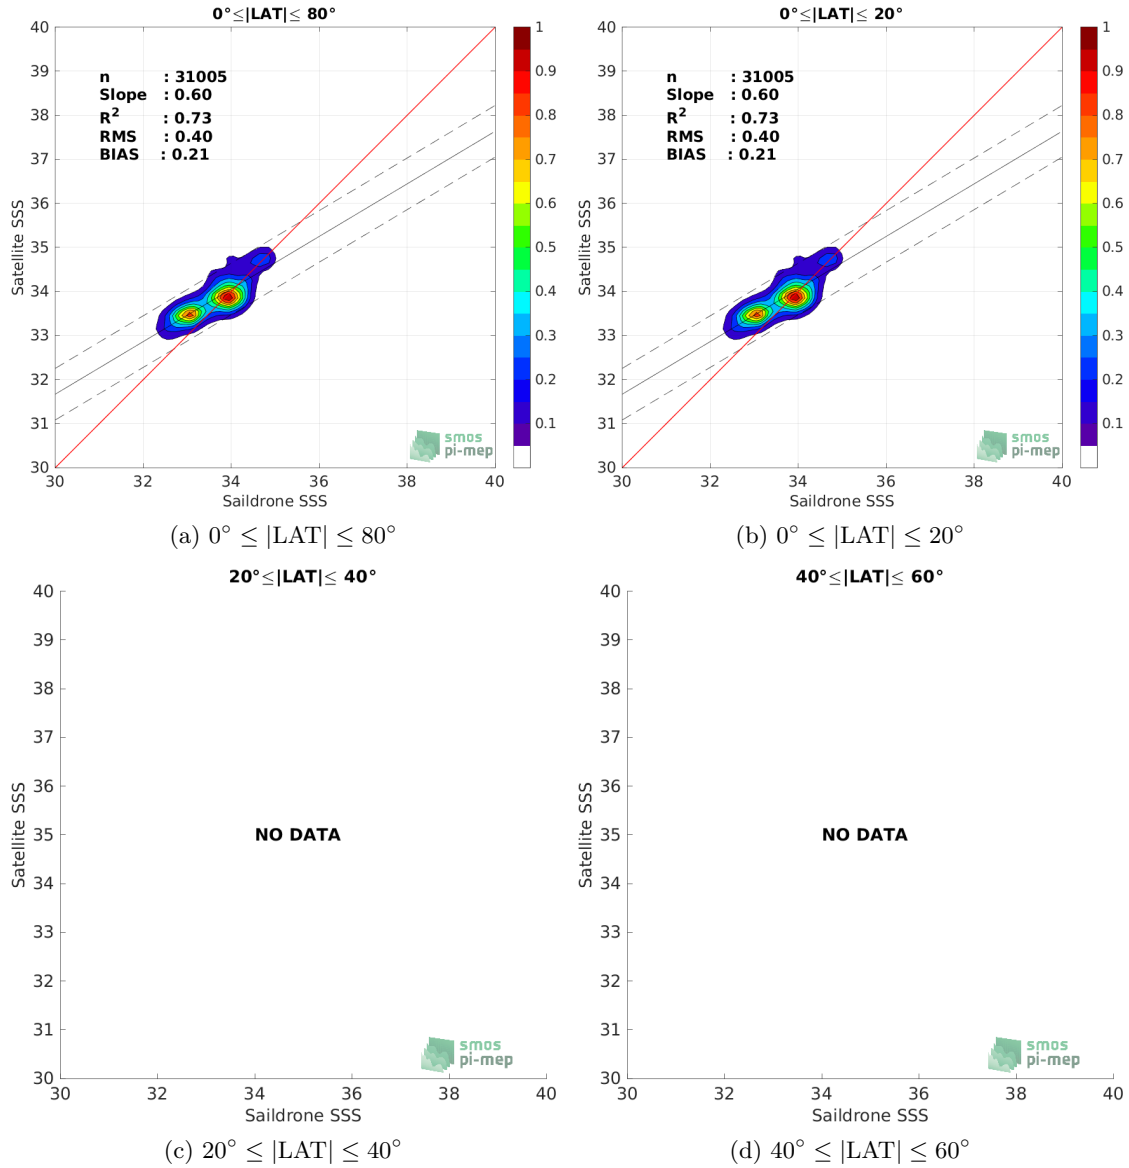 0°≤|LAT|≤ 80°
40
39
38
37
36
35
34
33
32
31
30
Satellite SSS
n : 31005
Slope : 0.60
R² : 0.73
RMS : 0.40
BIAS : 0.21
smos
pi-mep
30 32 34 36 38 40
Saildrone SSS
1
0.9
0.8
0.7
0.6
0.5
0.4
0.3
0.2
0.1
(a) 0° ≤ |LAT| ≤ 80°
0°≤|LAT|≤ 20°
40
39
38
37
36
35
34
33
32
31
30
Satellite SSS
n : 31005
Slope : 0.60
R² : 0.73
RMS : 0.40
BIAS : 0.21
smos
pi-mep
30 32 34 36 38 40
Saildrone SSS
1
0.9
0.8
0.7
0.6
0.5
0.4
0.3
0.2
0.1
(b) 0° ≤ |LAT| ≤ 20°
20°≤|LAT|≤ 40°
40
39
38
37
36
35
34
33
32
31
30
Satellite SSS
NO DATA
smos
pi-mep
30 32 34 36 38 40
Saildrone SSS
(c) 20° ≤ |LAT| ≤ 40°
40°≤|LAT|≤ 60°
40
39
38
37
36
35
34
33
32
31
30
Satellite SSS
NO DATA
smos
pi-mep
30 32 34 36 38 40
Saildrone SSS
(d) 40° ≤ |LAT| ≤ 60°